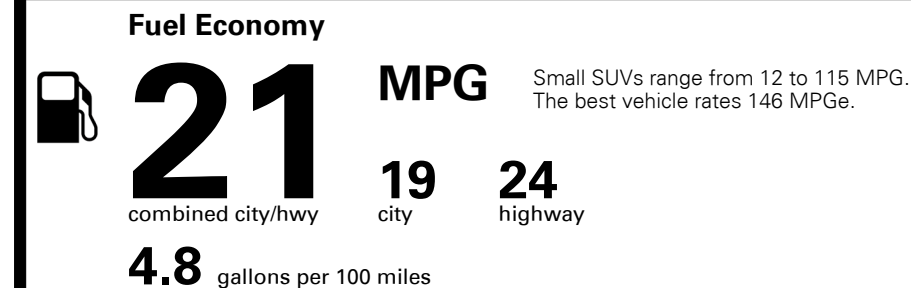 Fuel Economy
21 MPG
Small SUVs range from 12 to 115 MPG.
The best vehicle rates 146 MPGe.
19 24
combined city/hwy city highway
4.8 gallons per 100 miles